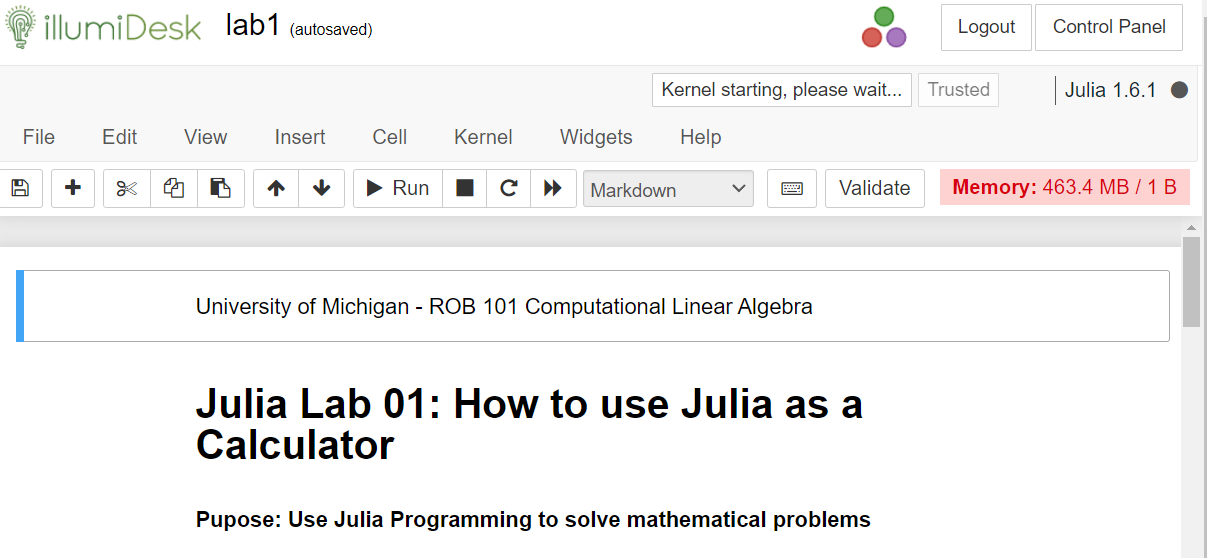 illumiDesk lab1 (autosaved) Logout Control Panel
Kernel starting, please wait... Trusted Julia 1.6.1
File Edit View Insert Cell Kernel Widgets Help
Run Markdown Validate Memory: 463.4 MB / 1 B
University of Michigan - ROB 101 Computational Linear Algebra
Julia Lab 01: How to use Julia as a
Calculator
Pupose: Use Julia Programming to solve mathematical problems